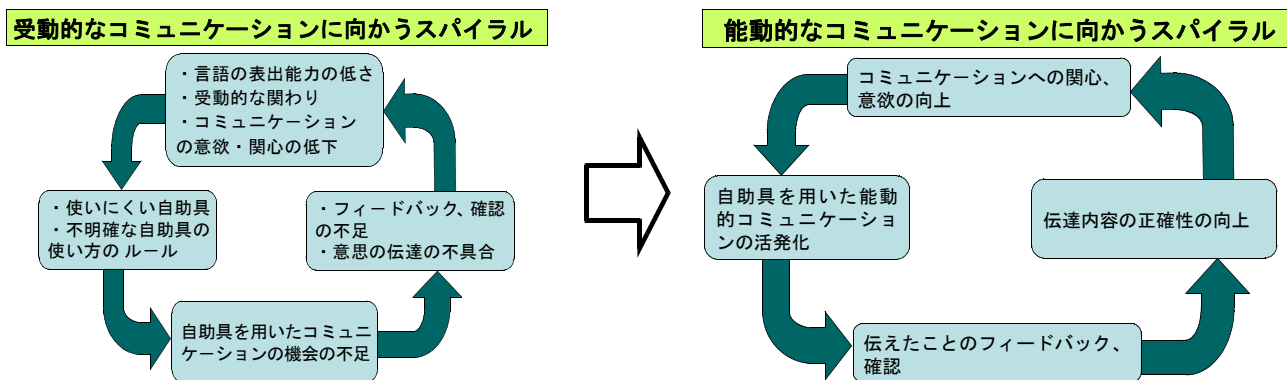 受動的なコミュニケーションに向かうスパイラル
・言語の表出能力の低さ
・受動的な関わり
・コミュニケーション
の意欲・関心の低下
・使いにくい自助具
・不明確な自助具の
使い方の ルール
・フィードバック、確認
の不足
・意思の伝達の不具合
自助具を用いたコミュニ
ケーションの機会の不足
能動的なコミュニケーションに向かうスパイラル
コミュニケーションへの関心、
意欲の向上
自助具を用いた能動
的コミュニケーショ
ンの活発化
伝達内容の正確性の向上
伝えたことのフィードバック、
確認